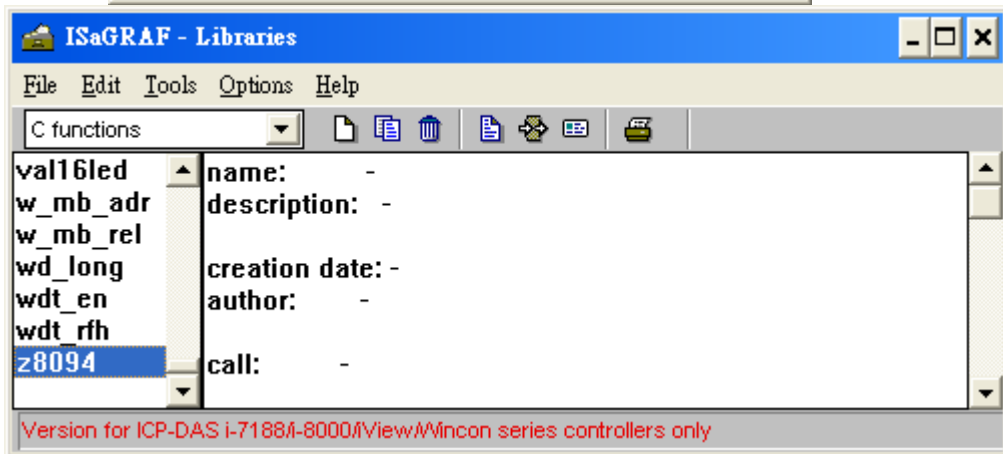 ISaGRAF - Libraries
File Edit Tools Options Help
C functions
val16led
w_mb_adr
w_mb_rel
wd_long
wdt_en
wdt_rfh
z8094
name: -
description: -
creation date: -
author: -
call: -
Version for ICP-DAS i-7188/i-8000/iView/Wincon series controllers only